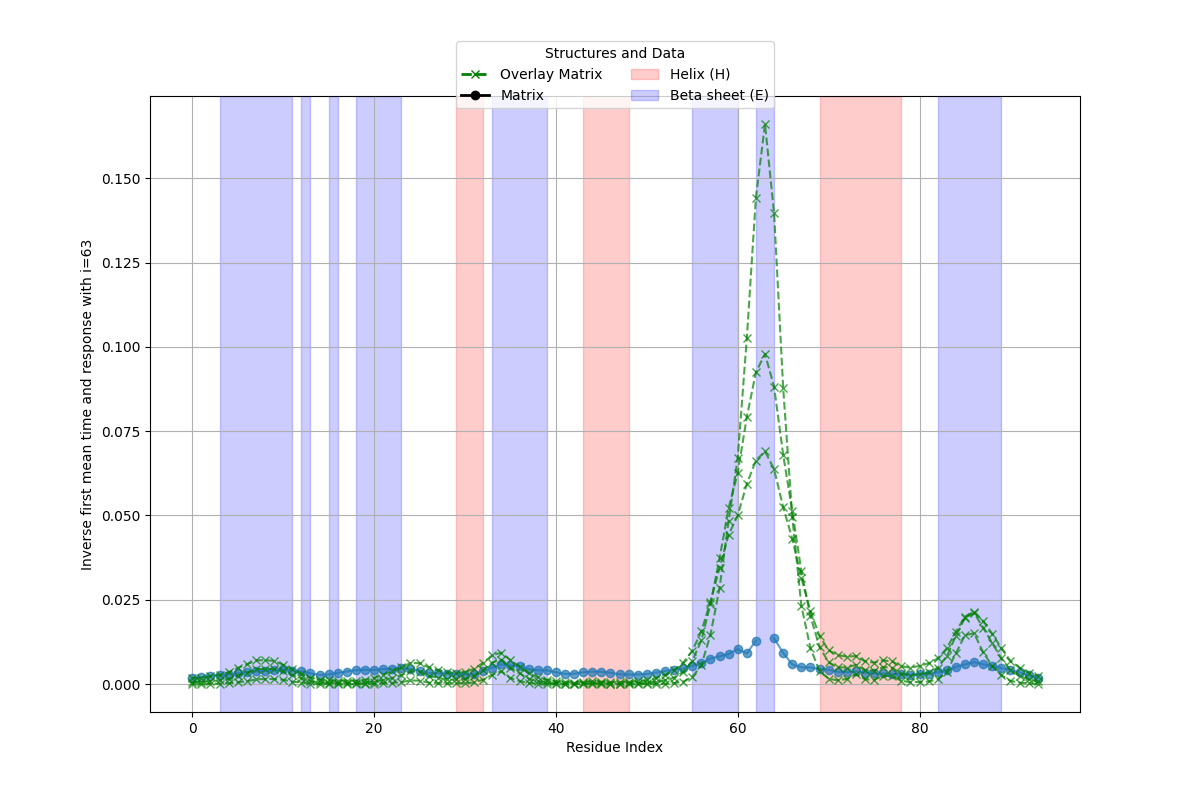 Structures and Data
Overlay Matrix
Helix (H)
Matrix
Beta sheet (E)
Inverse first mean time and response with i=63
0.150
0.125
0.100
0.075
0.050
0.025
0.000
0 20 40 60 80
Residue Index